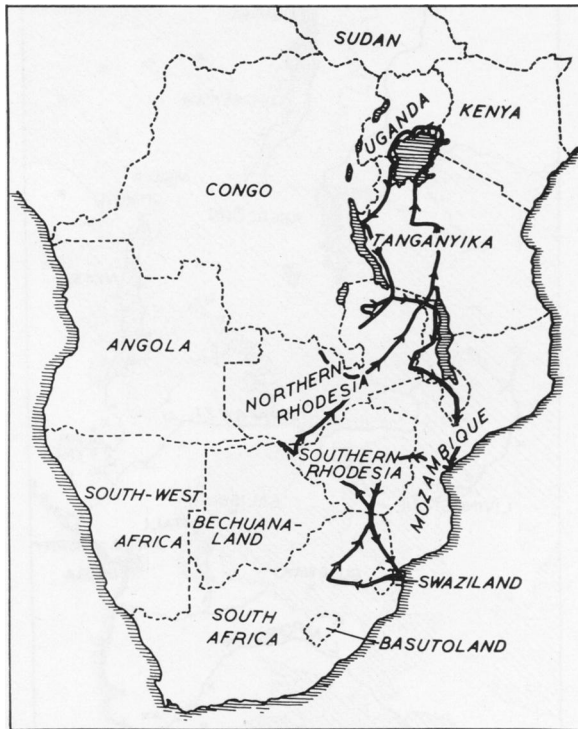 SUDAN
UGANDA
KENYA
CONGO
TANGANYIKA
ANGOLA
NORTHERN
RHODESIA
SOUTHERN
RHODESIA
MOZAMBIQUE
SOUTH-WEST
AFRICA
BECHUANA-
LAND
SWAZILAND
SOUTH
AFRICA
BASUTOLAND